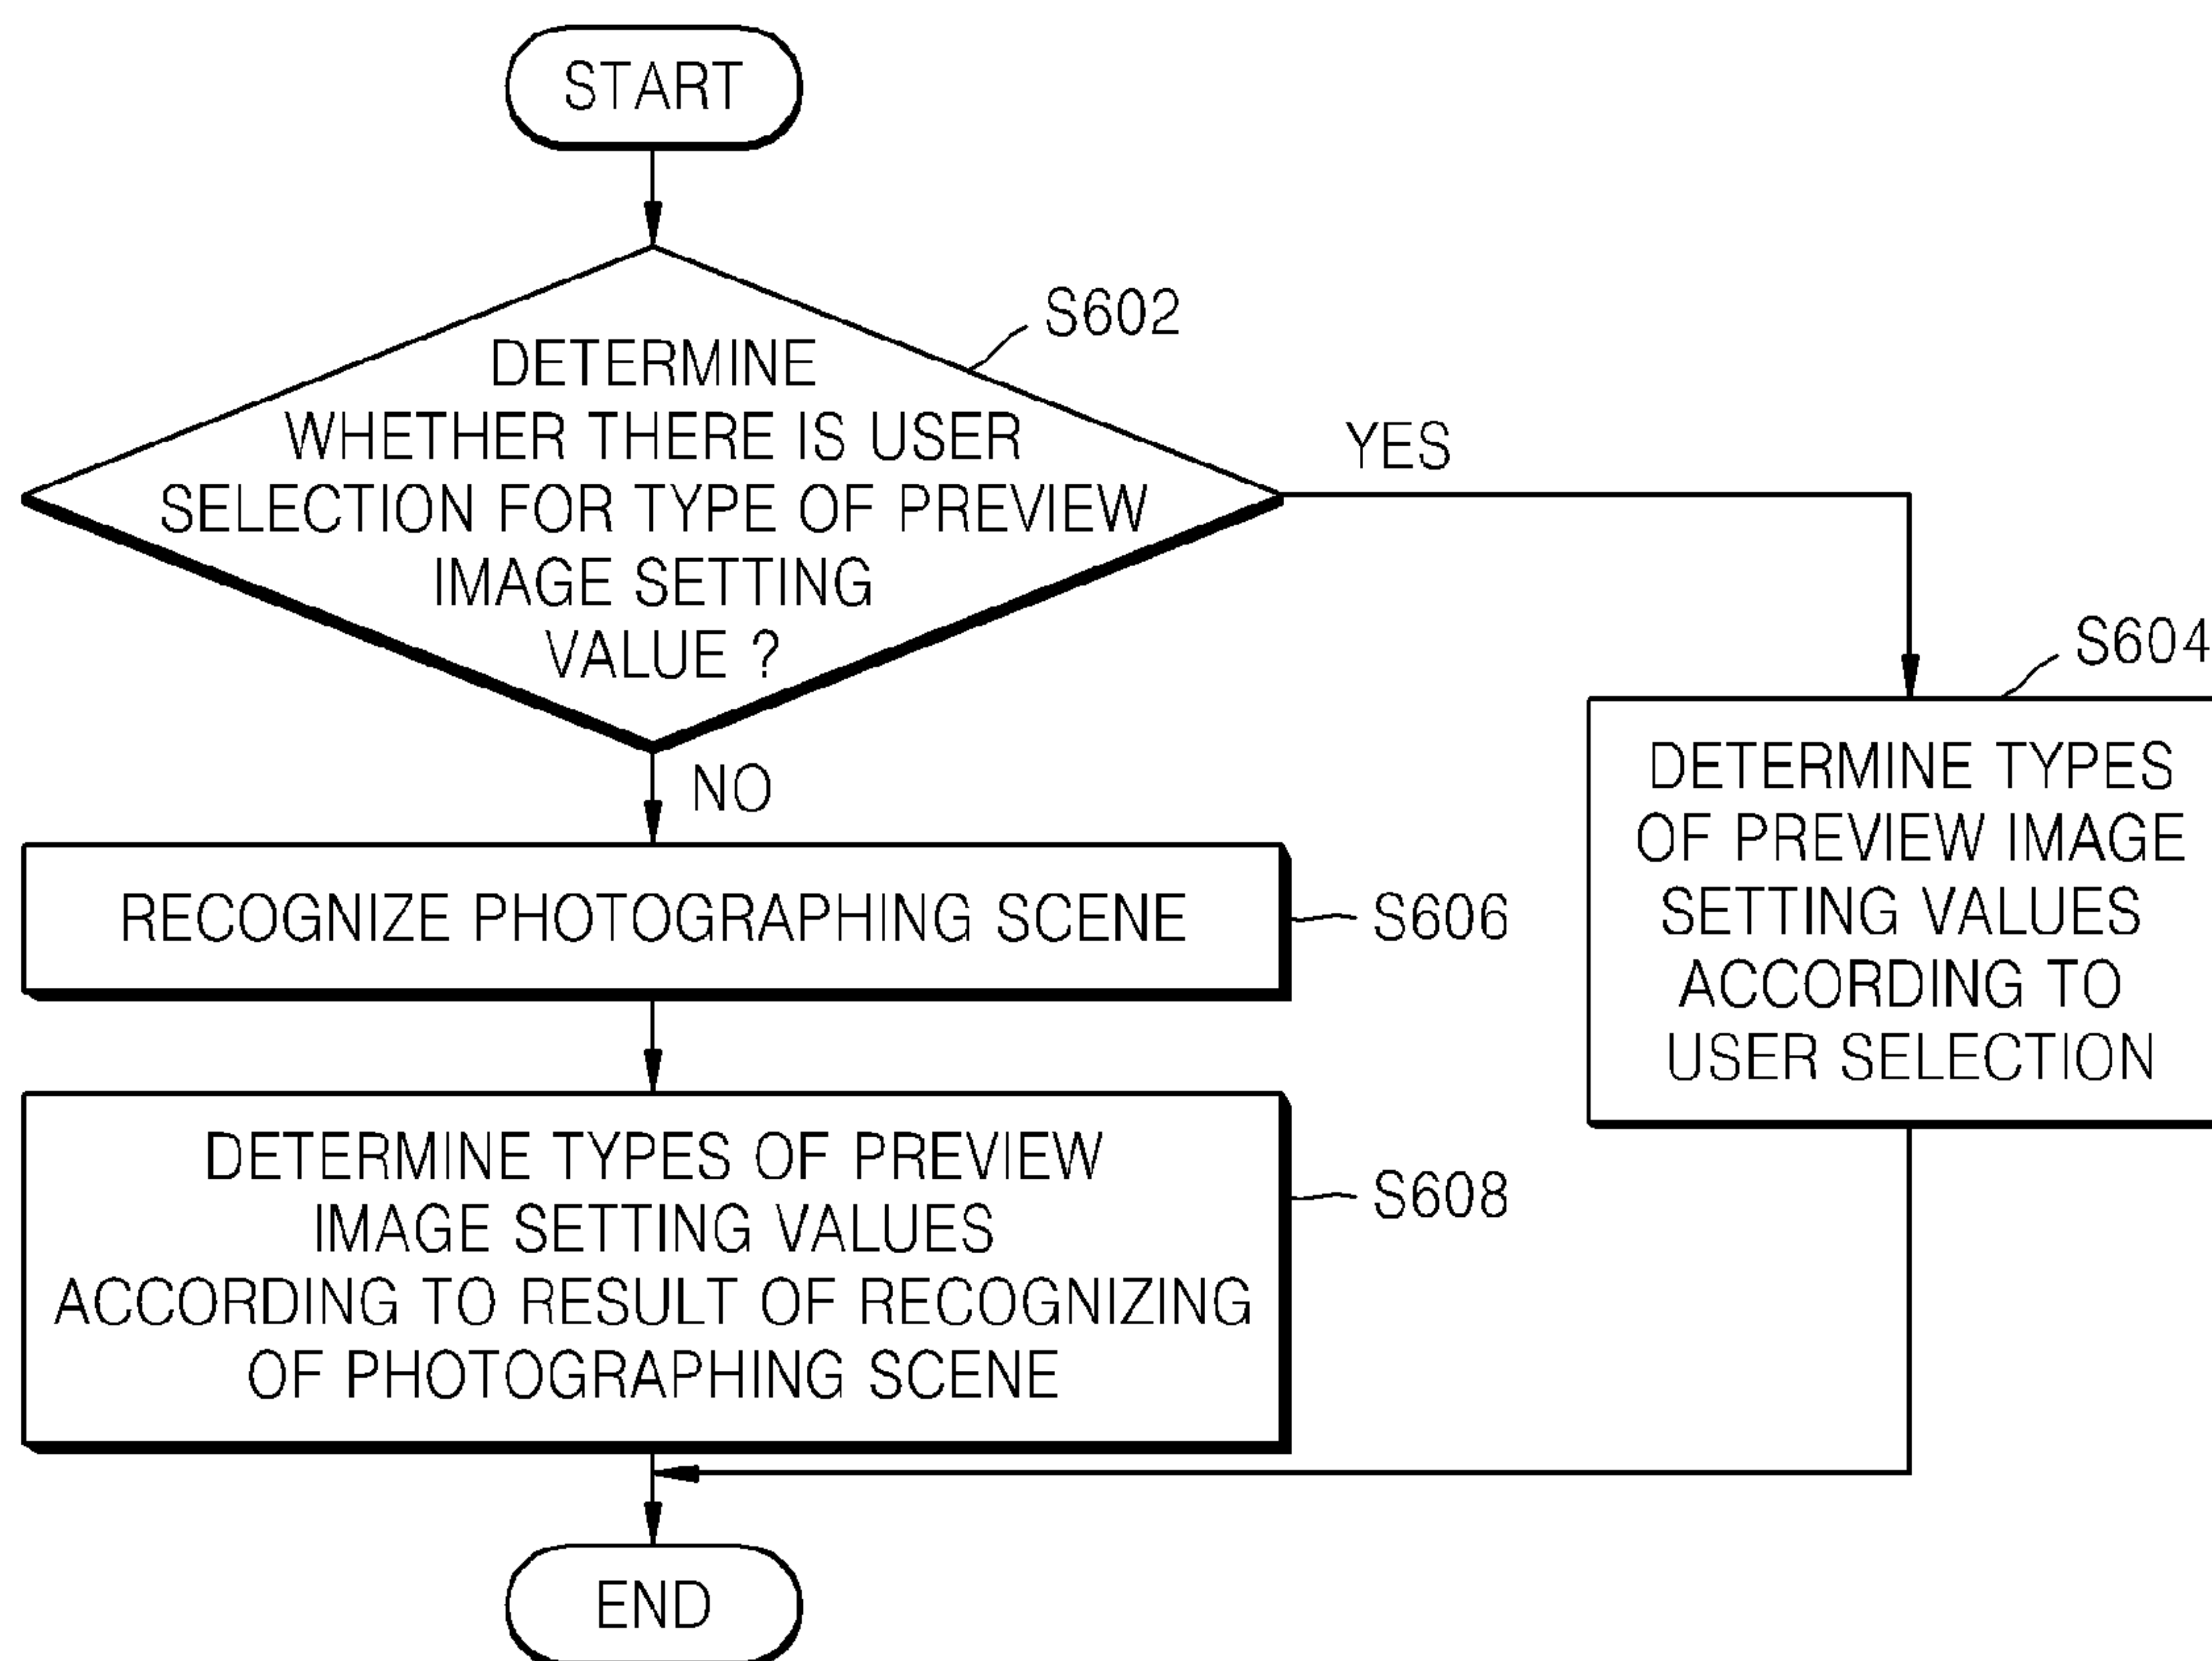 START
S602
DETERMINE
WHETHER THERE IS USER
SELECTION FOR TYPE OF PREVIEW
IMAGE SETTING
VALUE ?
YES
NO
S604
DETERMINE TYPES
OF PREVIEW IMAGE
SETTING VALUES
ACCORDING TO
USER SELECTION
RECOGNIZE PHOTOGRAPHING SCENE
S606
DETERMINE TYPES OF PREVIEW
IMAGE SETTING VALUES
ACCORDING TO RESULT OF RECOGNIZING
OF PHOTOGRAPHING SCENE
S608
END